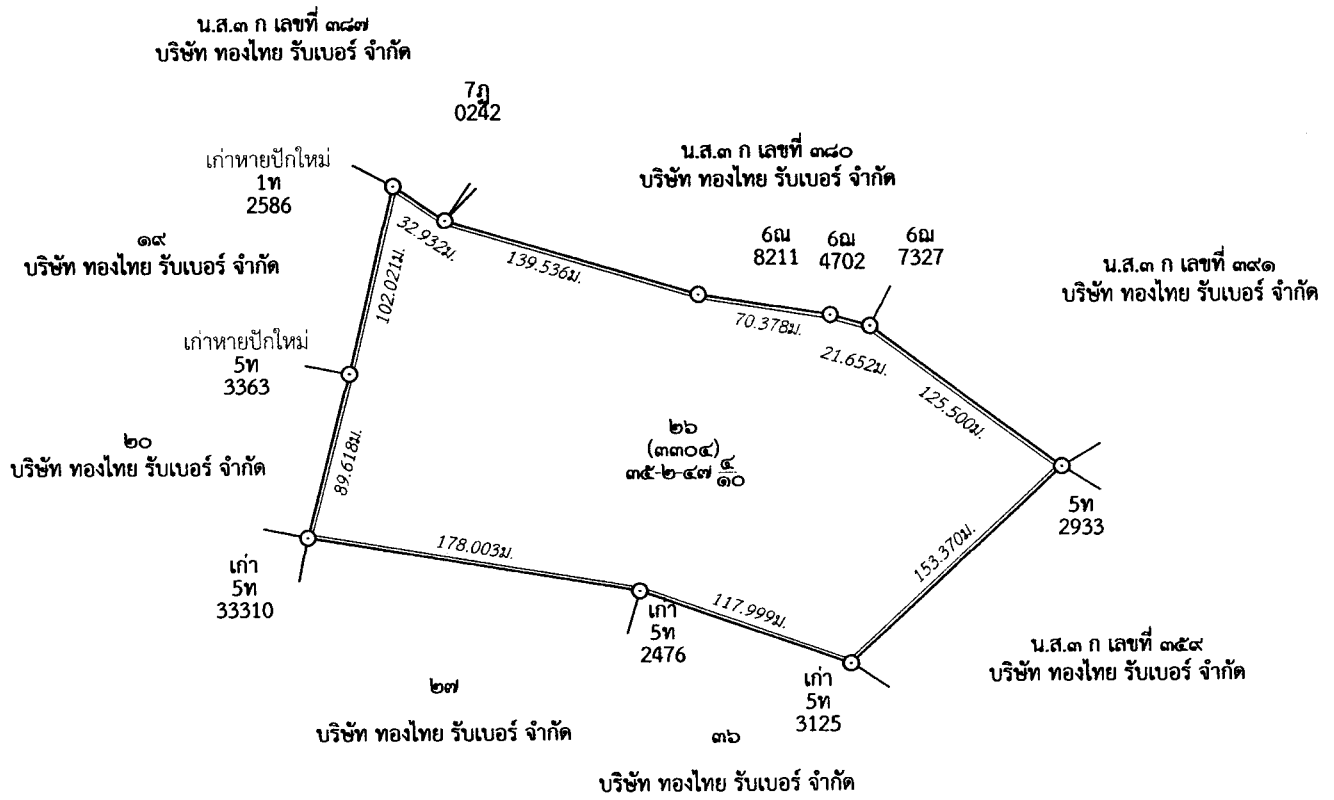 น.ส.๓ ก เลขที่ ๓๘๗
บริษัท ทองไทย รับเบอร์ จำกัด
7ฎ
0242
น.ส.๓ ก เลขที่ ๓๘๐
บริษัท ทองไทย รับเบอร์ จำกัด
เก่าหายปักใหม่
1ท
2586
32.932ม.
139.536ม.
6ณ
8211
6ฌ
4702
6ฌ
7327
๑๙
บริษัท ทองไทย รับเบอร์ จำกัด
102.021ม.
น.ส.๓ ก เลขที่ ๓๙๑
บริษัท ทองไทย รับเบอร์ จำกัด
70.378ม.
21.652ม.
125.500ม.
เก่าหายปักใหม่
5ท
3363
๒๐
บริษัท ทองไทย รับเบอร์ จำกัด
89.618ม.
๒๖
(๓๓๐๔)
๓๕-๒-๔๗ ๔/๑๐
5ท
2933
153.370ม.
178.003ม.
117.999ม.
เก่า
5ท
33310
เก่า
5ท
2476
เก่า
5ท
3125
น.ส.๓ ก เลขที่ ๓๕๙
บริษัท ทองไทย รับเบอร์ จำกัด
๒๗
บริษัท ทองไทย รับเบอร์ จำกัด
๓๖
บริษัท ทองไทย รับเบอร์ จำกัด